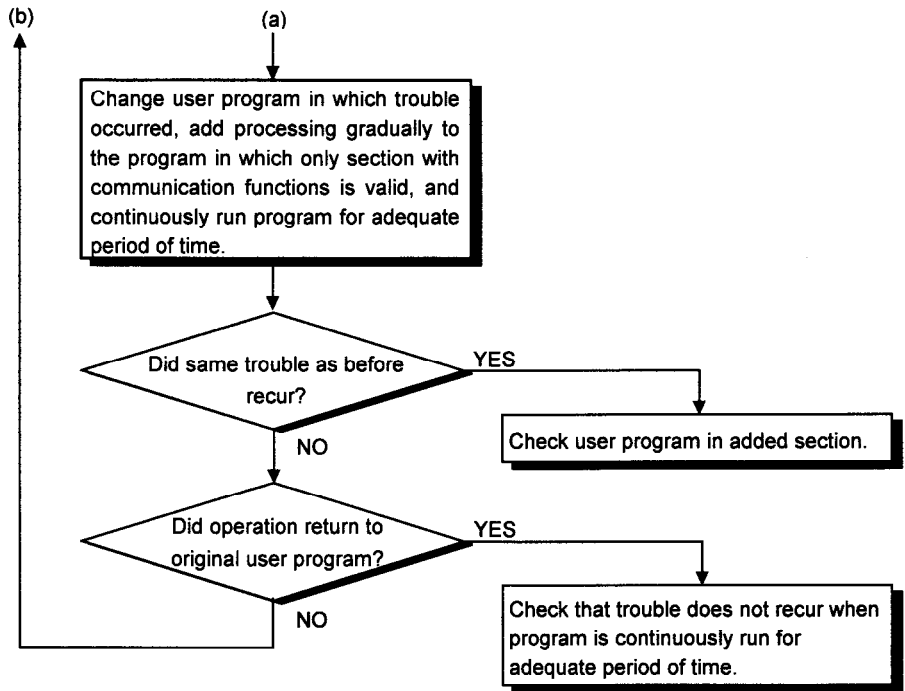 (b)
(a)
Change user program in which trouble
occurred, add processing gradually to
the program in which only section with
communication functions is valid, and
continuously run program for adequate
period of time.
Did same trouble as before
recur?
YES
Check user program in added section.
NO
Did operation return to
original user program?
YES
Check that trouble does not recur when
program is continuously run for
adequate period of time.
NO